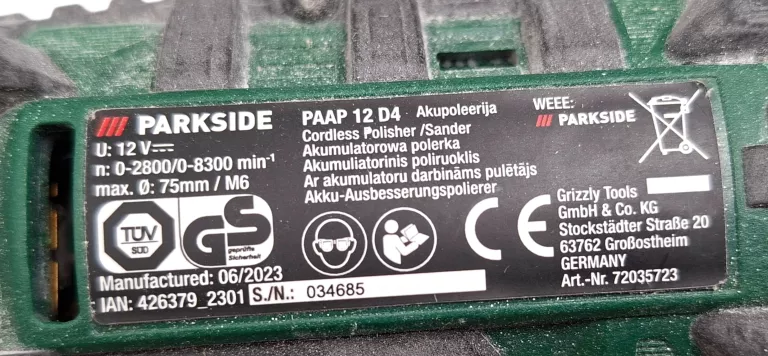 PARKSIDE
U: 12 V
n: 0-2800/0-8300 min⁻¹
max. Ø: 75mm / M6
TÜV
SÜD
GS
geprüfte
Sicherheit
Manufactured: 06/2023
IAN: 426379_2301
S./N.: 034685
PAAP 12 D4 Akupoleerija
Cordless Polisher /Sander
Akumulatorowa polerka
Akumuliatorinis poliruoklis
Ar akumulatoru darbināms pulētājs
Akku-Ausbesserungspolierer
CE
WEEE:
PARKSIDE
Grizzly Tools
GmbH & Co. KG
Stockstädter Straße 20
63762 Großostheim
GERMANY
Art.-Nr. 72035723